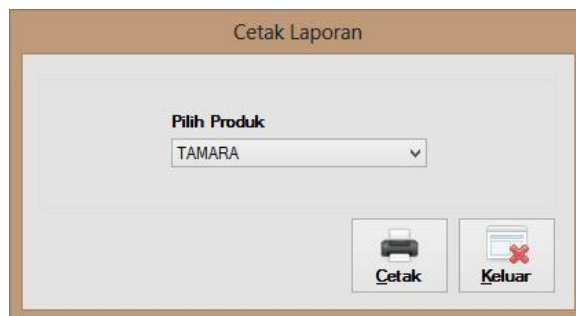 Cetak Laporan
Pilih Produk
TAMARA
Cetak
Keluar